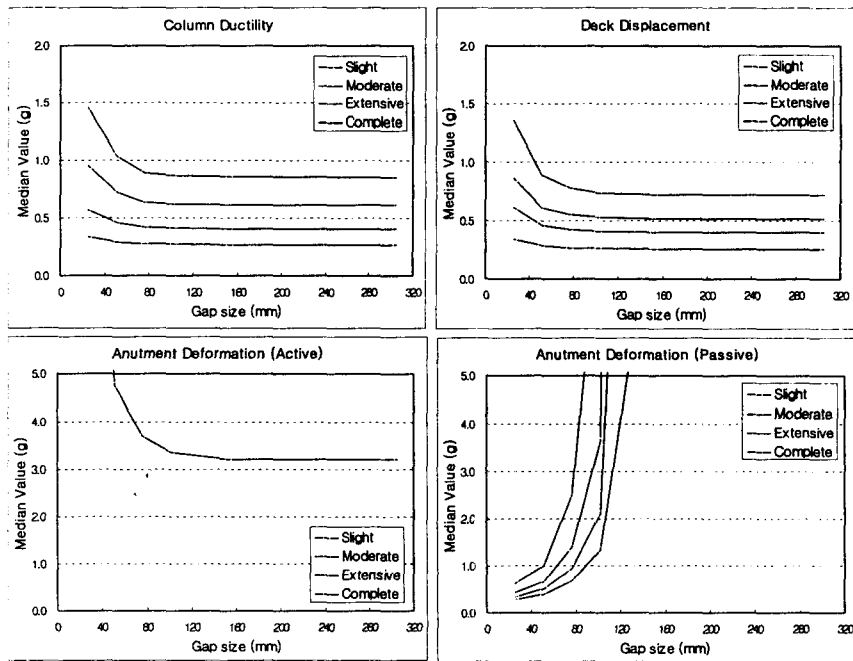 Column Ductility
2.0
1.5
1.0
0.5
0.0
Median Value (g)
Slight
Moderate
Extensive
Complete
0 40 80 120 160 200 240 280 320
Gap size (mm)
Deck Displacement
2.0
1.5
1.0
0.5
0.0
Median Value (g)
Slight
Moderate
Extensive
Complete
0 40 80 120 160 200 240 280 320
Gap size (mm)
Anutment Deformation (Active)
5.0
4.0
3.0
2.0
1.0
0.0
Median Value (g)
Slight
Moderate
Extensive
Complete
0 40 80 120 160 200 240 280 320
Gap size (mm)
Anutment Deformation (Passive)
5.0
4.0
3.0
2.0
1.0
0.0
Median Value (g)
Slight
Moderate
Extensive
Complete
0 40 80 120 160 200 240 280 320
Gap size (mm)